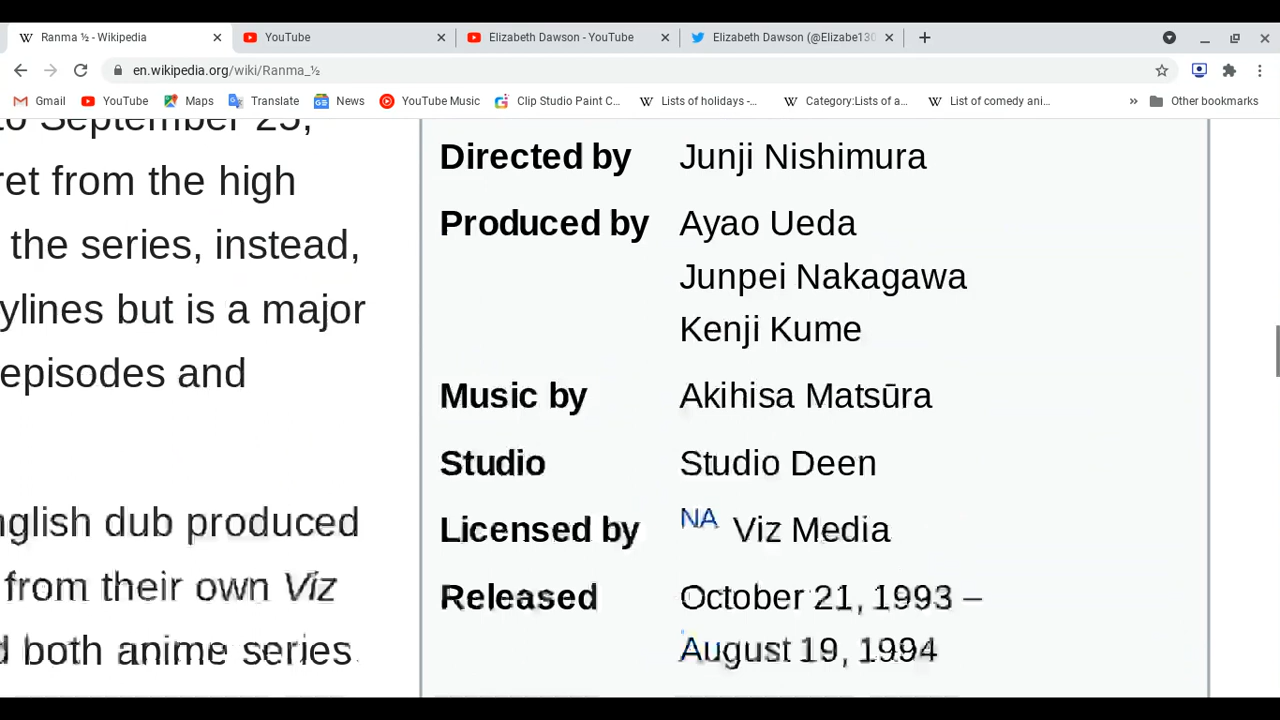 Ranma ½ - Wikipedia
YouTube
Elizabeth Dawson - YouTube
Elizabeth Dawson (@Elizabe130
en.wikipedia.org/wiki/Ranma_½
Gmail
YouTube
Maps
Translate
News
YouTube Music
Clip Studio Paint C...
Lists of holidays -...
Category:Lists of a...
List of comedy ani...
»
Other bookmarks
to September 25,
ret from the high
the series, instead,
ylines but is a major
episodes and
nglish dub produced
from their own Viz
d both anime series
Directed by Junji Nishimura
Produced by Ayao Ueda
Junpei Nakagawa
Kenji Kume
Music by Akihisa Matsūra
Studio Studio Deen
Licensed by NA Viz Media
Released October 21, 1993 –
August 19, 1994